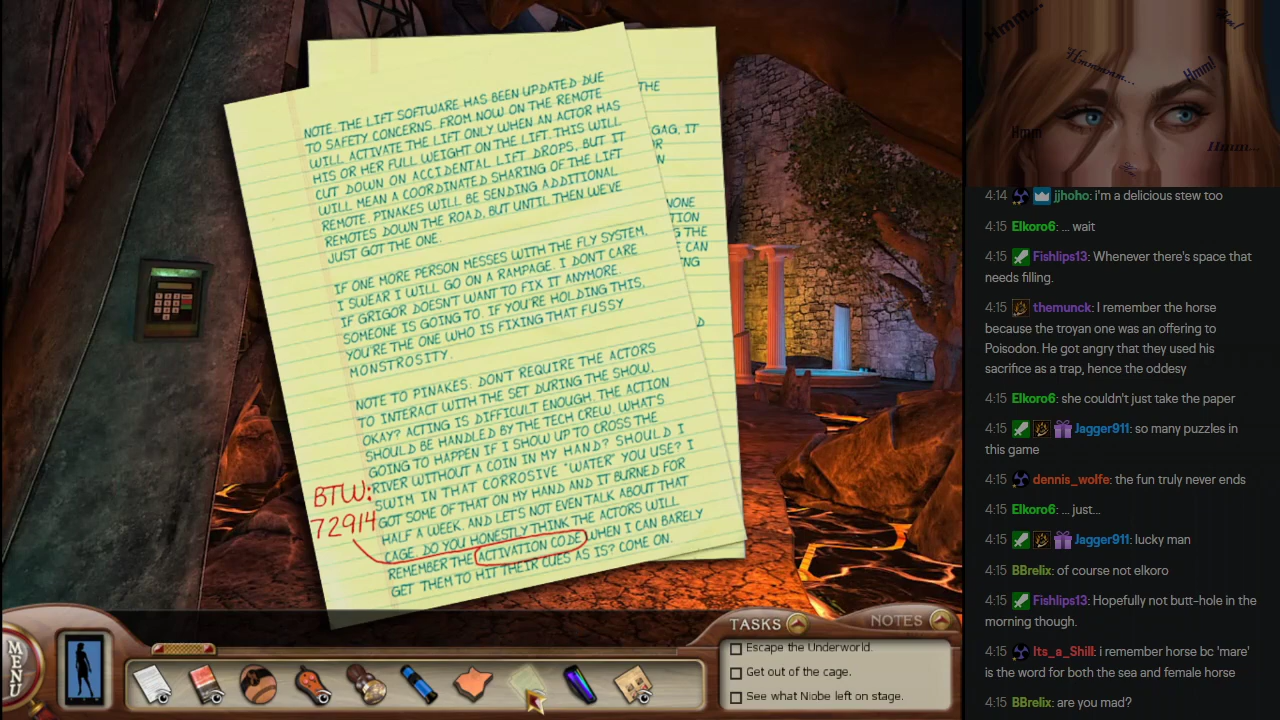 NOTE. THE LIFT SOFTWARE HAS BEEN UPDATED DUE
TO SAFETY CONCERNS. FROM NOW ON THE REMOTE
WILL ACTIVATE THE LIFT ONLY WHEN AN ACTOR HAS
HIS OR HER FULL WEIGHT ON THE LIFT. THIS WILL
CUT DOWN ON ACCIDENTAL LIFT DROPS, BUT IT
WILL MEAN A COORDINATED SHARING OF THE LIFT
REMOTE. PINAKES WILL BE SENDING ADDITIONAL
REMOTES DOWN THE ROAD, BUT UNTIL THEN WE'VE
JUST GOT THE ONE.
IF ONE MORE PERSON MESSES WITH THE FLY SYSTEM,
I SWEAR I WILL GO ON A RAMPAGE. I DON'T CARE
IF GRIGOR DOESN'T WANT TO FIX IT ANYMORE.
SOMEONE IS GOING TO. IF YOU'RE HOLDING THIS,
YOU'RE THE ONE WHO IS FIXING THAT FUSSY
MONSTROSITY.
NOTE TO PINAKES. DON'T REQUIRE THE ACTORS
TO INTERACT WITH THE SET DURING THE SHOW,
OKAY? ACTING IS DIFFICULT ENOUGH. THE ACTION
SHOULD BE HANDLED BY THE TECH CREW. WHAT'S
GOING TO HAPPEN IF I SHOW UP TO CROSS THE
RIVER WITHOUT A COIN IN MY HAND? SHOULD I
SWIM IN THAT CORROSIVE "WATER" YOU USE? I
GOT SOME OF THAT ON MY HAND AND IT BURNED FOR
HALF A WEEK. AND LET'S NOT EVEN TALK ABOUT THAT
CAGE. DO YOU HONESTLY THINK THE ACTORS WILL
REMEMBER THE ACTIVATION CODE WHEN I CAN BARELY
GET THEM TO HIT THEIR CUES AS IS? COME ON.
BTW:
72914
THE
GAG. IT
NONE
THE
CAN
MENU
TASKS
NOTES
Escape the Underworld.
Get out of the cage.
See what Niobe left on stage.
Hmm...
Hm!
Hmmmmm...
Hmm!
Hmm
Hmm...
4:14 jjhoho: i'm a delicious stew too
4:15 Elkoro6: ... wait
4:15 Fishlips13: Whenever there's space that
needs filling.
4:15 themunck: I remember the horse
because the troyan one was an offering to
Poisodon. He got angry that they used his
sacrifice as a trap, hence the oddesy
4:15 Elkoro6: she couldn't just take the paper
4:15 Jagger911: so many puzzles in
this game
4:15 dennis_wolfe: the fun truly never ends
4:15 Elkoro6: ... just...
4:15 Jagger911: lucky man
4:15 BBrelix: of course not elkoro
4:15 Fishlips13: Hopefully not butt-hole in the
morning though.
4:15 Its_a_Shill: i remember horse bc 'mare'
is the word for both the sea and female horse
4:15 BBrelix: are you mad?